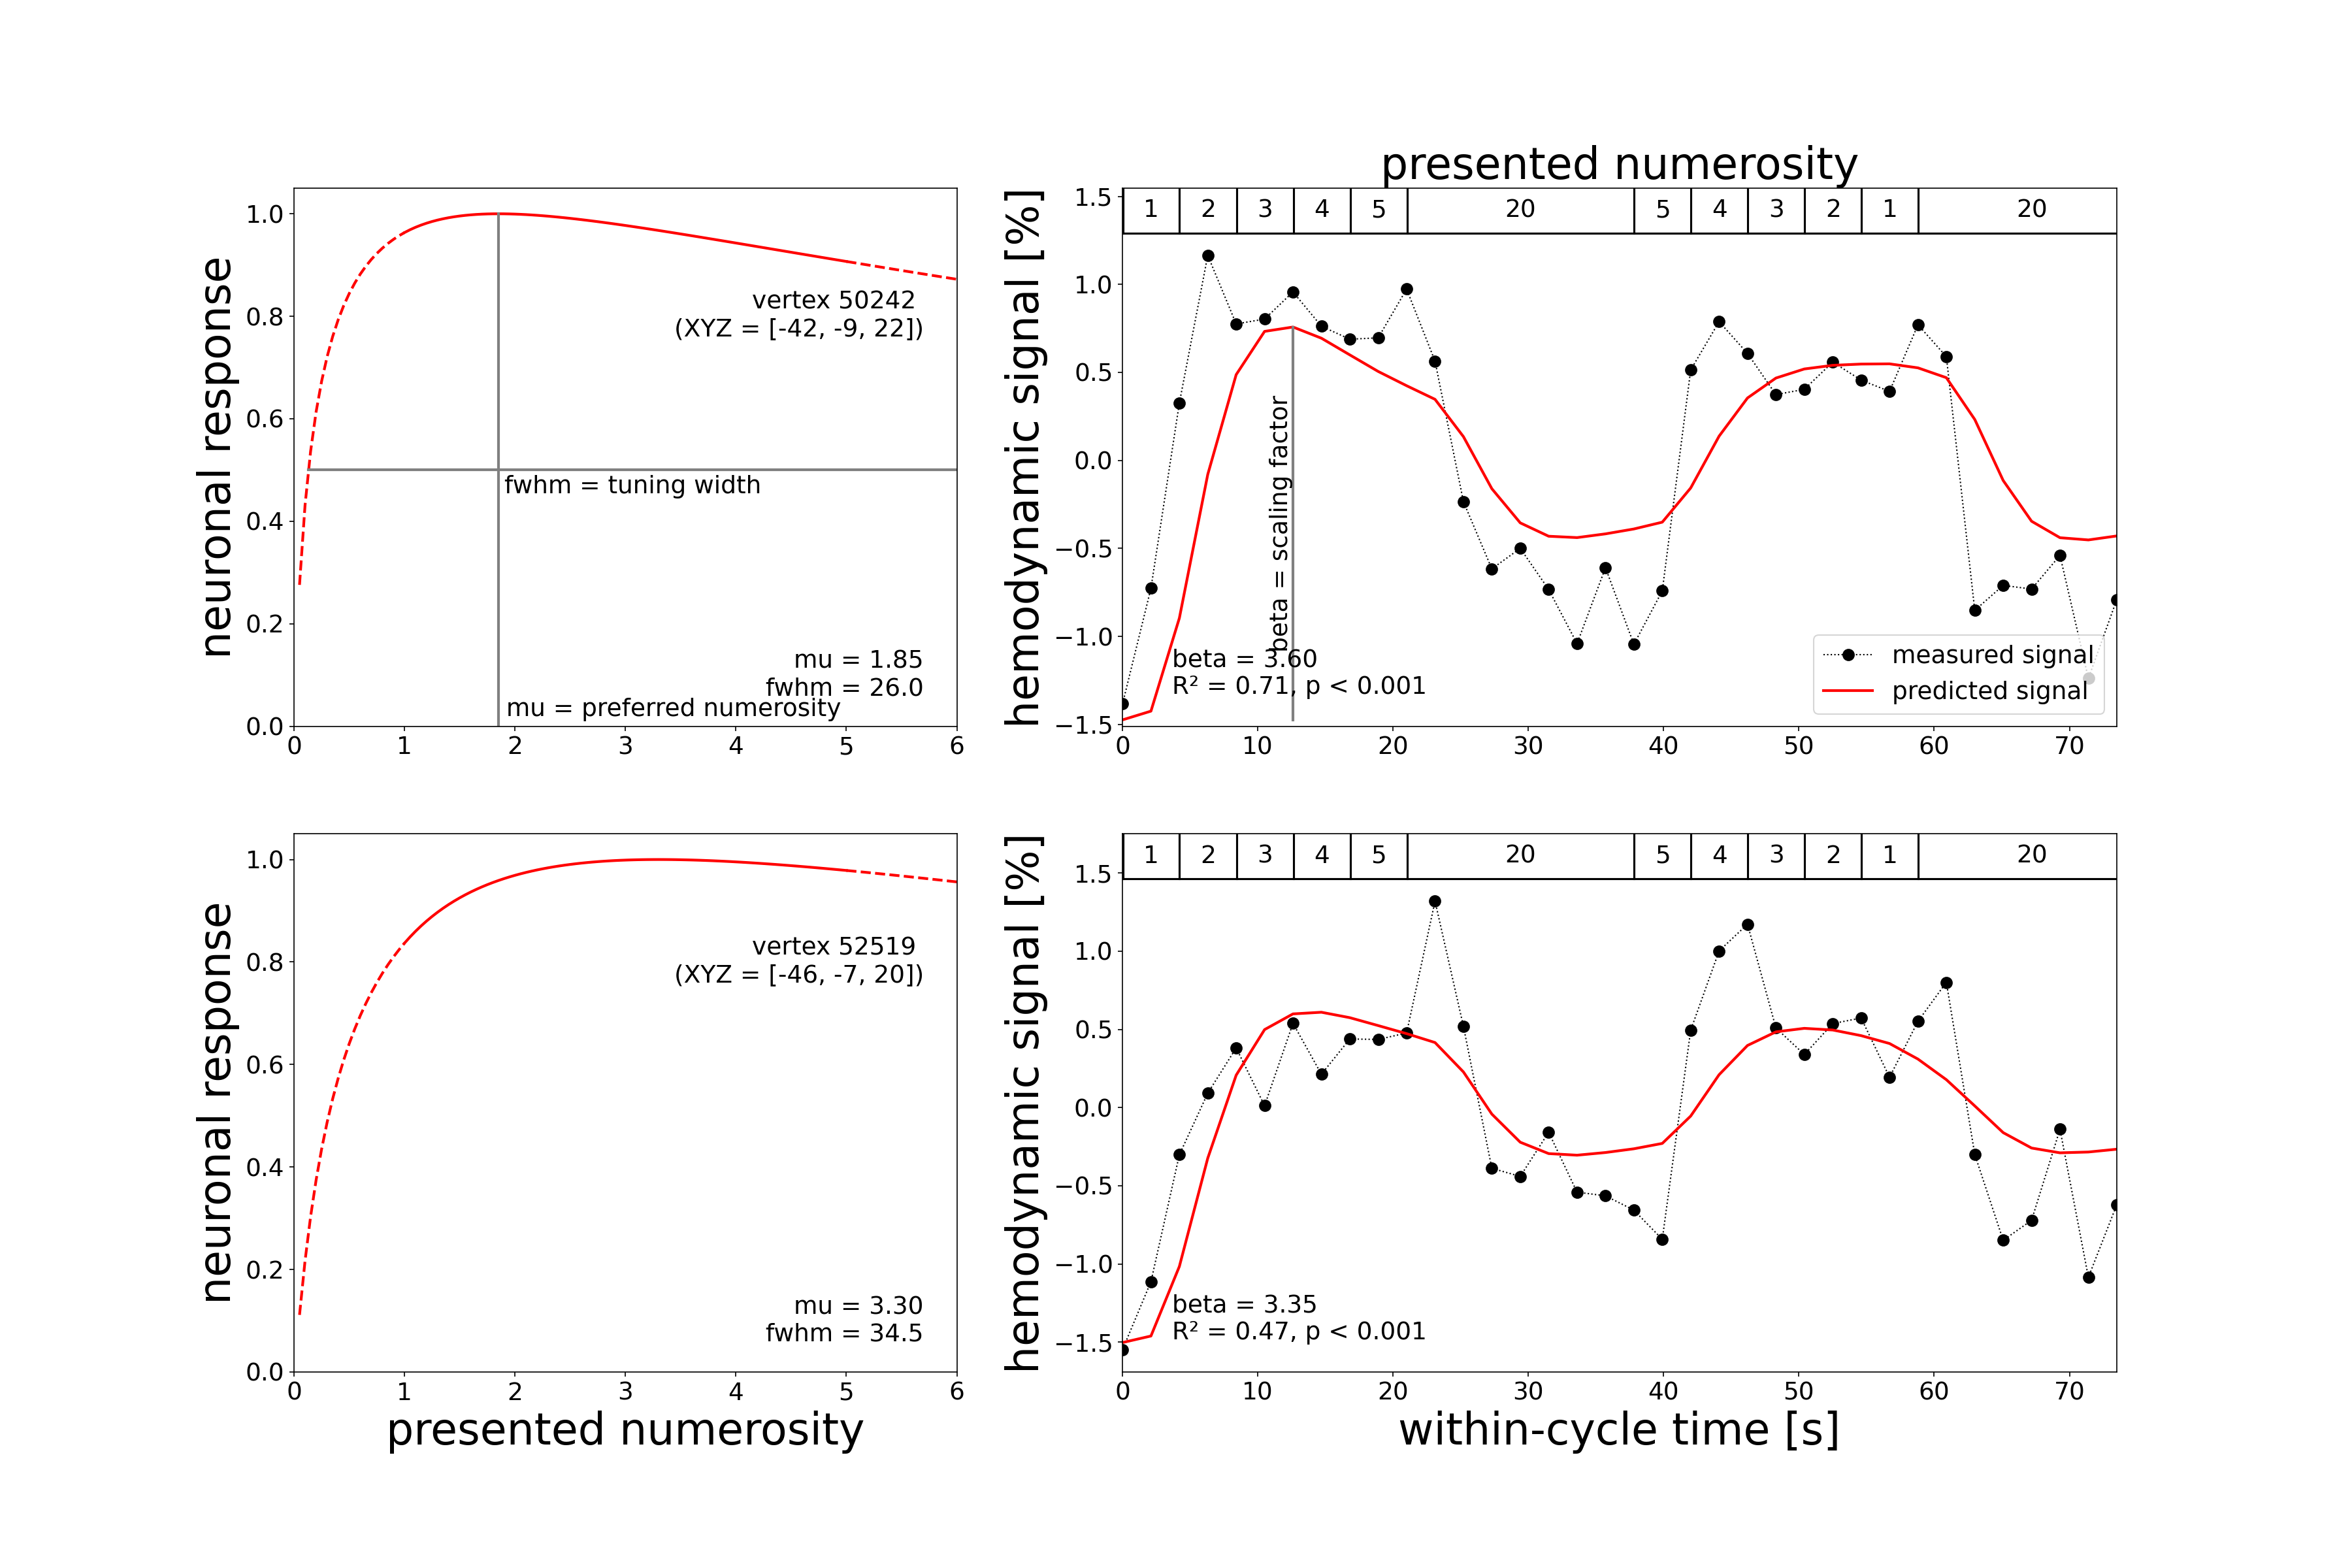 presented numerosity
neuronal response
1.0
0.8
0.6
0.4
0.2
0.0
0 1 2 3 4 5 6
vertex 50242
(XYZ = [-42, -9, 22])
fwhm = tuning width
mu = 1.85
fwhm = 26.0
mu = preferred numerosity
hemodynamic signal [%]
1.5
1.0
0.5
0.0
−0.5
−1.0
−1.5
1 2 3 4 5 20 5 4 3 2 1 20
beta = scaling factor
beta = 3.60
R² = 0.71, p < 0.001
measured signal
predicted signal
0 10 20 30 40 50 60 70
neuronal response
1.0
0.8
0.6
0.4
0.2
0.0
0 1 2 3 4 5 6
vertex 52519
(XYZ = [-46, -7, 20])
mu = 3.30
fwhm = 34.5
presented numerosity
hemodynamic signal [%]
1.5
1.0
0.5
0.0
−0.5
−1.0
−1.5
1 2 3 4 5 20 5 4 3 2 1 20
beta = 3.35
R² = 0.47, p < 0.001
0 10 20 30 40 50 60 70
within-cycle time [s]